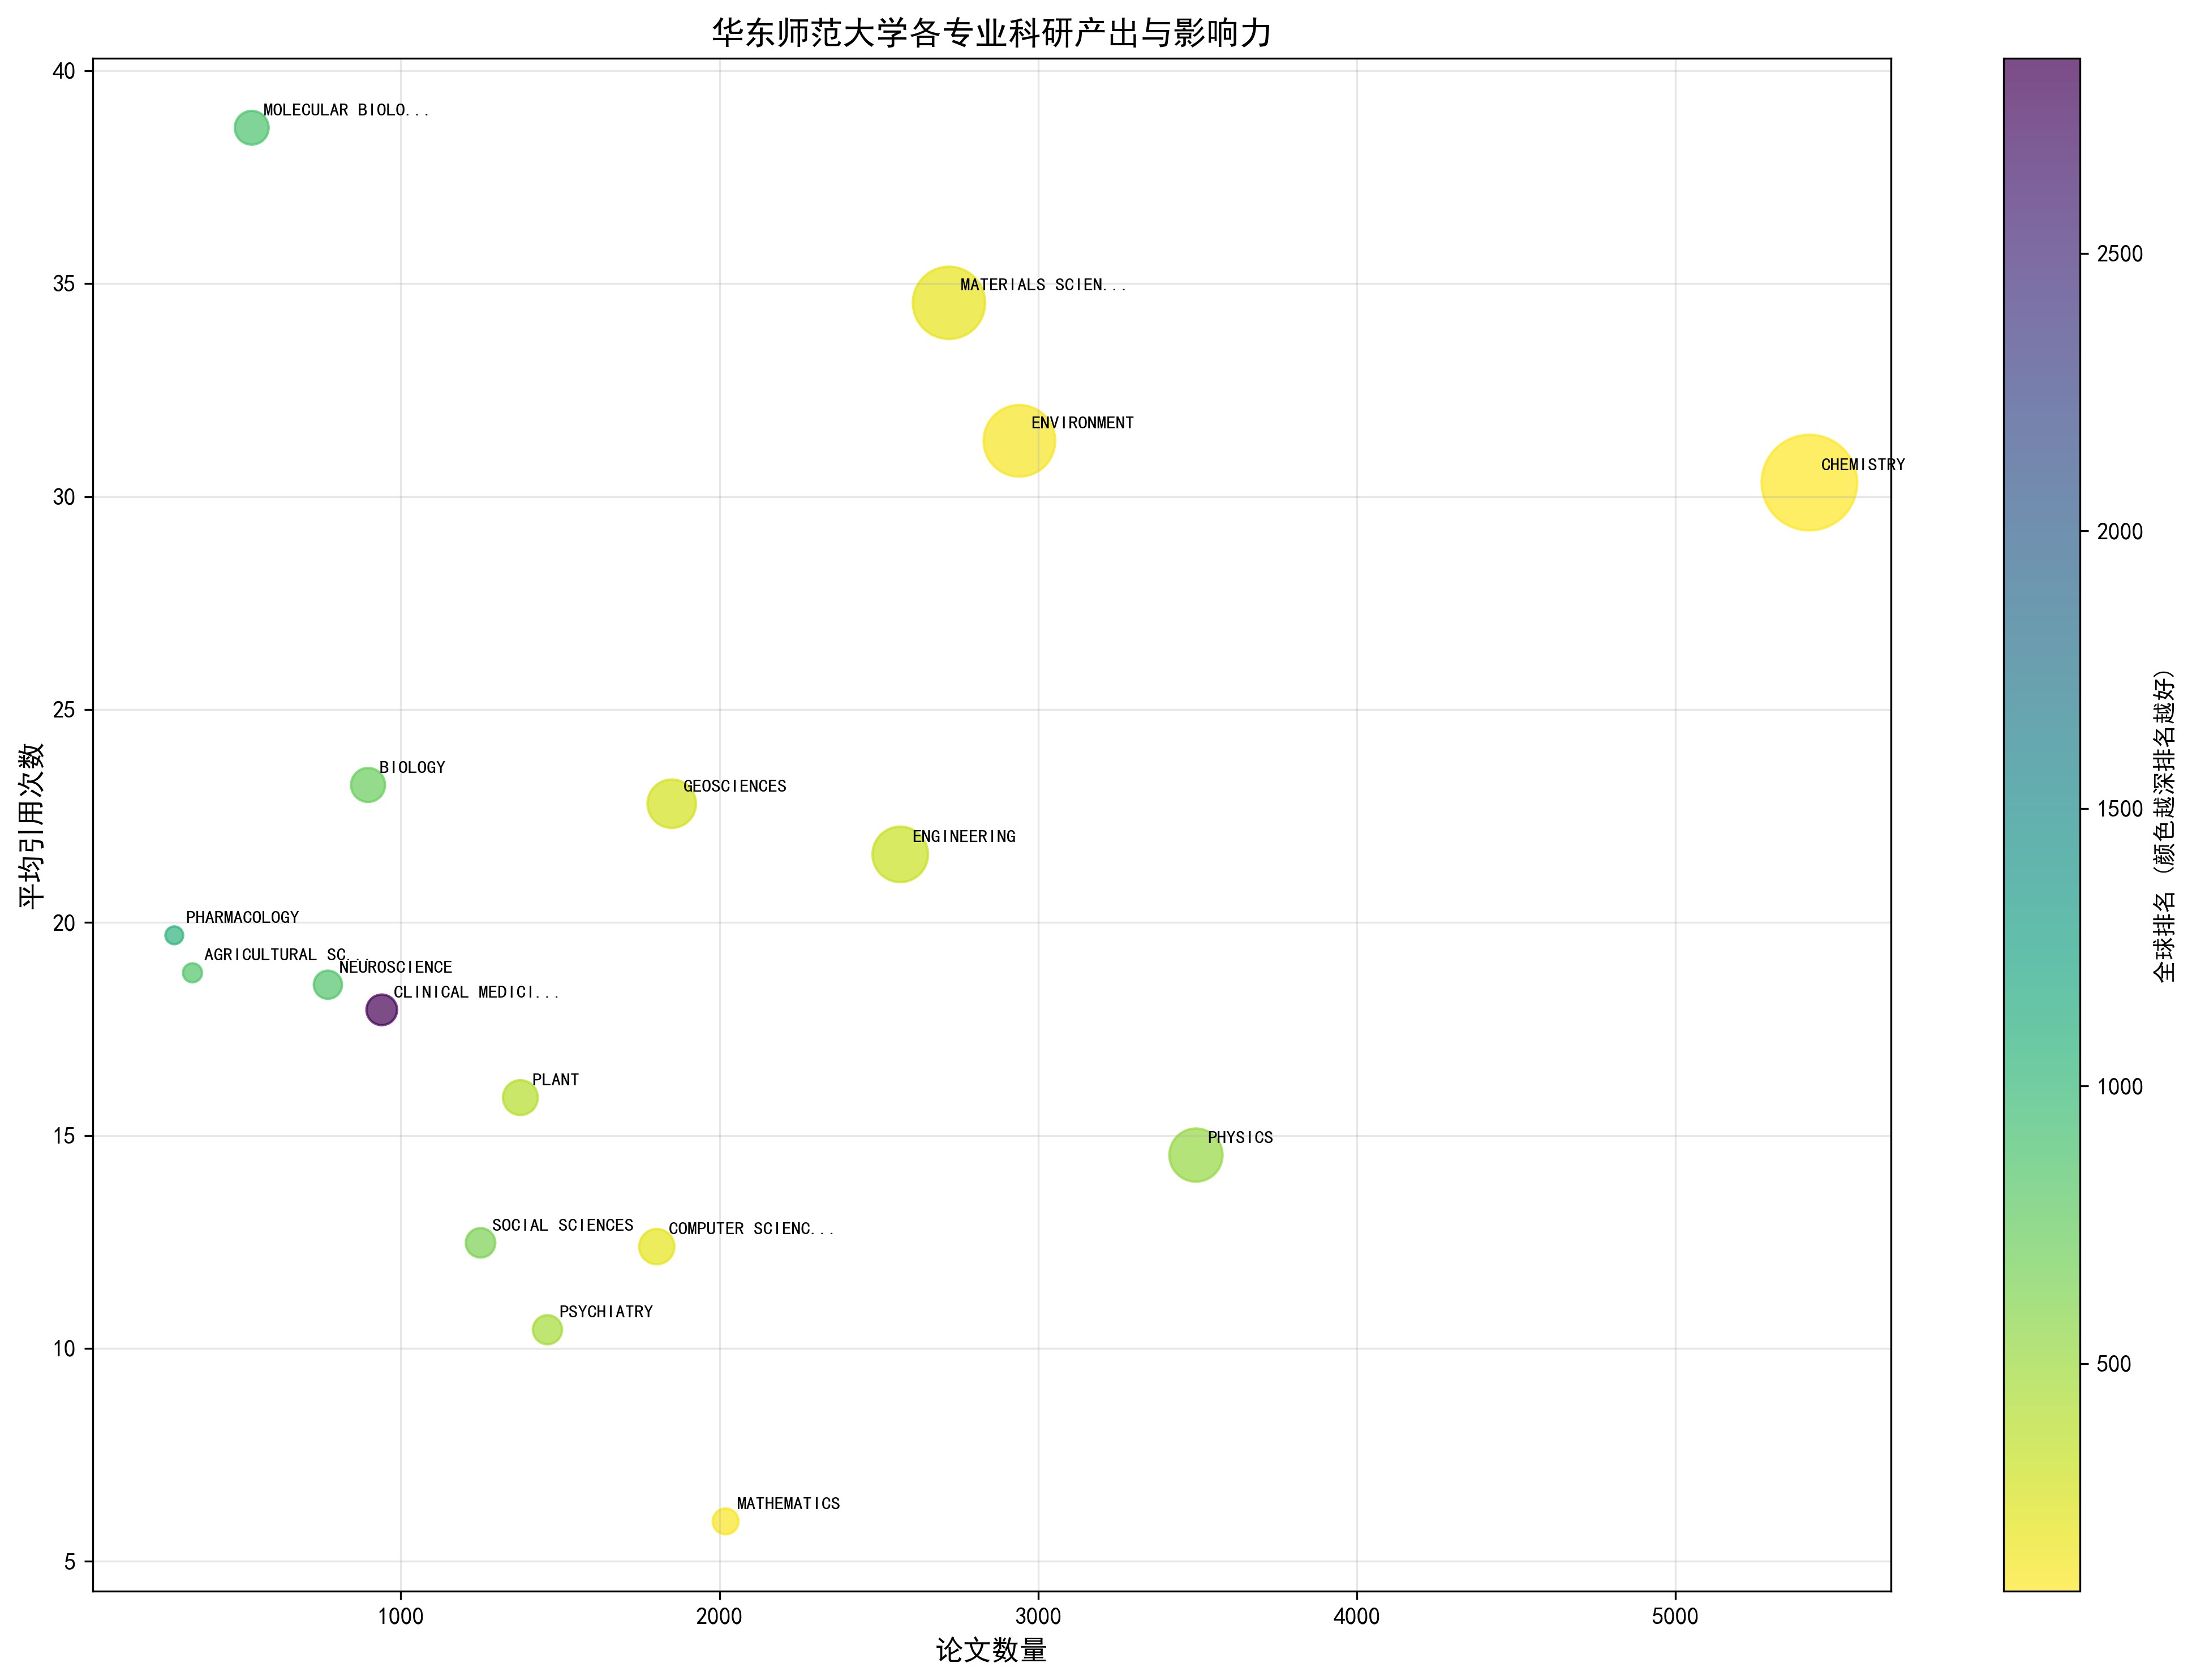 华东师范大学各专业科研产出与影响力
40
35
30
25
20
15
10
5
平均引用次数
MOLECULAR BIOLO...
MATERIALS SCIEN...
ENVIRONMENT
CHEMISTRY
BIOLOGY
GEOSCIENCES
ENGINEERING
PHARMACOLOGY
AGRICULTURAL SC...
NEUROSCIENCE
CLINICAL MEDICI...
PLANT
PHYSICS
SOCIAL SCIENCES
COMPUTER SCIENC...
PSYCHIATRY
MATHEMATICS
1000 2000 3000 4000 5000
论文数量
2500
2000
1500
1000
500
全球排名 (颜色越深排名越好)